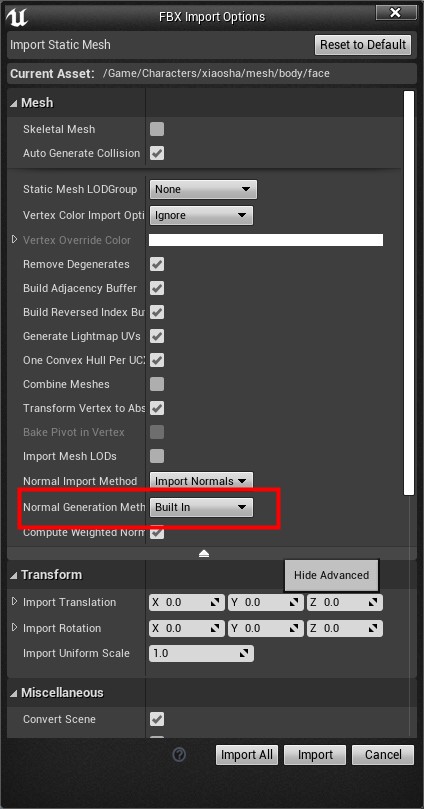 FBX Import Options
Import Static Mesh
Reset to Default
Current Asset: /Game/Characters/xiaosha/mesh/body/face
Mesh
Skeletal Mesh
Auto Generate Collision
Static Mesh LODGroup None
Vertex Color Import Opti Ignore
Vertex Override Color
Remove Degenerates
Build Adjacency Buffer
Build Reversed Index Bu
Generate Lightmap UVs
One Convex Hull Per UCX
Combine Meshes
Transform Vertex to Abs
Bake Pivot in Vertex
Import Mesh LODs
Normal Import Method Import Normals
Normal Generation Meth Built In
Compute Weighted Norm
Hide Advanced
Transform
Import Translation X 0.0 Y 0.0 Z 0.0
Import Rotation X 0.0 Y 0.0 Z 0.0
Import Uniform Scale 1.0
Miscellaneous
Convert Scene
? Import All Import Cancel